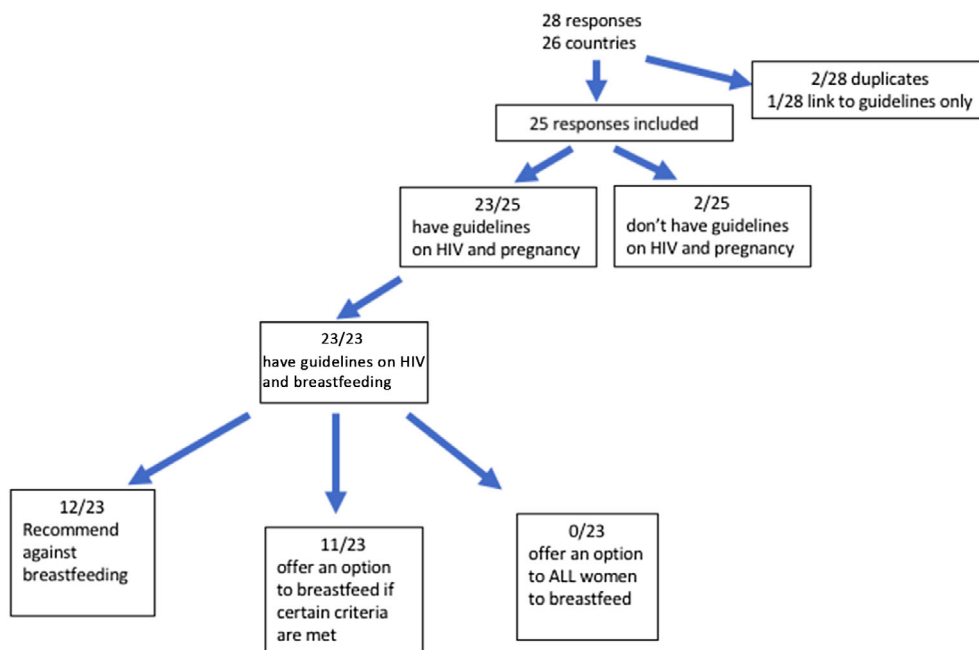 28 responses
26 countries
2/28 duplicates
1/28 link to guidelines only
25 responses included
23/25
have guidelines
on HIV and pregnancy
2/25
don't have guidelines
on HIV and pregnancy
23/23
have guidelines on HIV
and breastfeeding
12/23
Recommend
against
breastfeeding
11/23
offer an option
to breastfeed if
certain criteria
are met
0/23
offer an option
to ALL women
to breastfeed